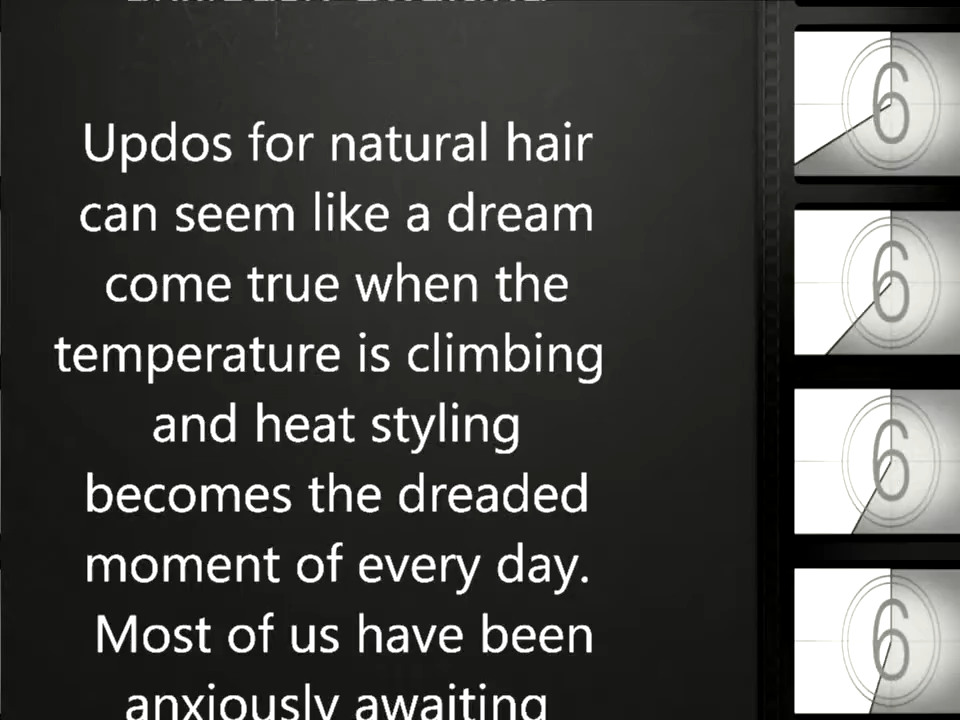 Updos for natural hair
can seem like a dream
come true when the
temperature is climbing
and heat styling
becomes the dreaded
moment of every day.
Most of us have been
anxiously awaiting
6
6
6
6